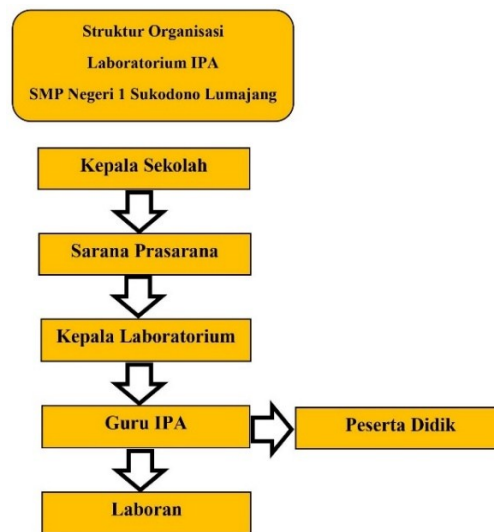 Struktur Organisasi
Laboratorium IPA
SMP Negeri 1 Sukodono Lumajang
Kepala Sekolah
Sarana Prasarana
Kepala Laboratorium
Guru IPA
Peserta Didik
Laboran